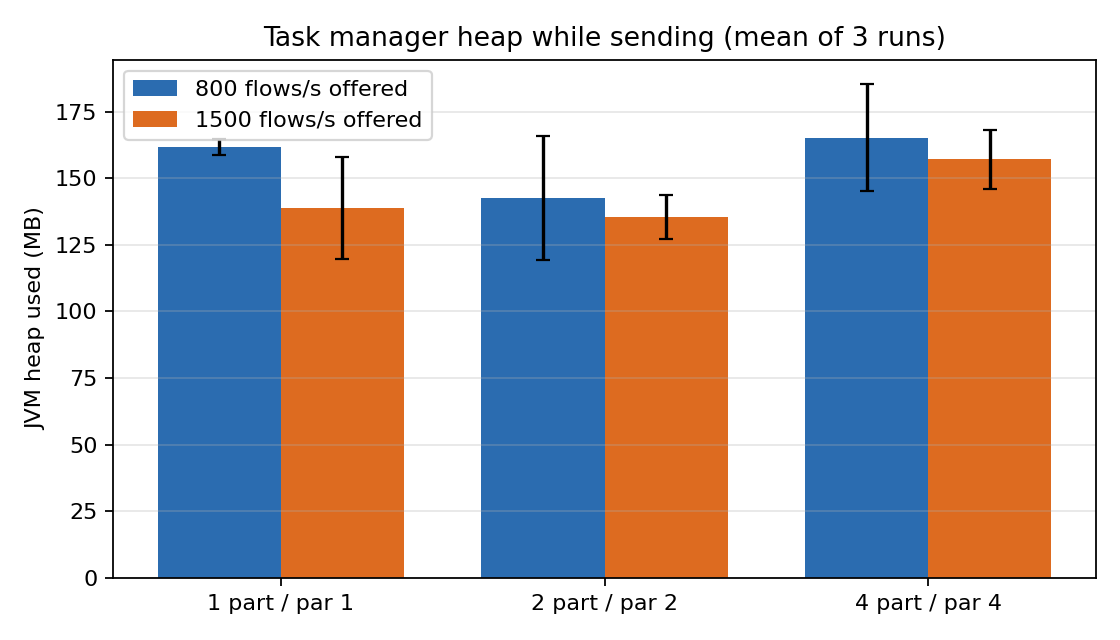 Task manager heap while sending (mean of 3 runs)
800 flows/s offered
1500 flows/s offered
JVM heap used (MB)
175
150
125
100
75
50
25
0
1 part / par 1
2 part / par 2
4 part / par 4